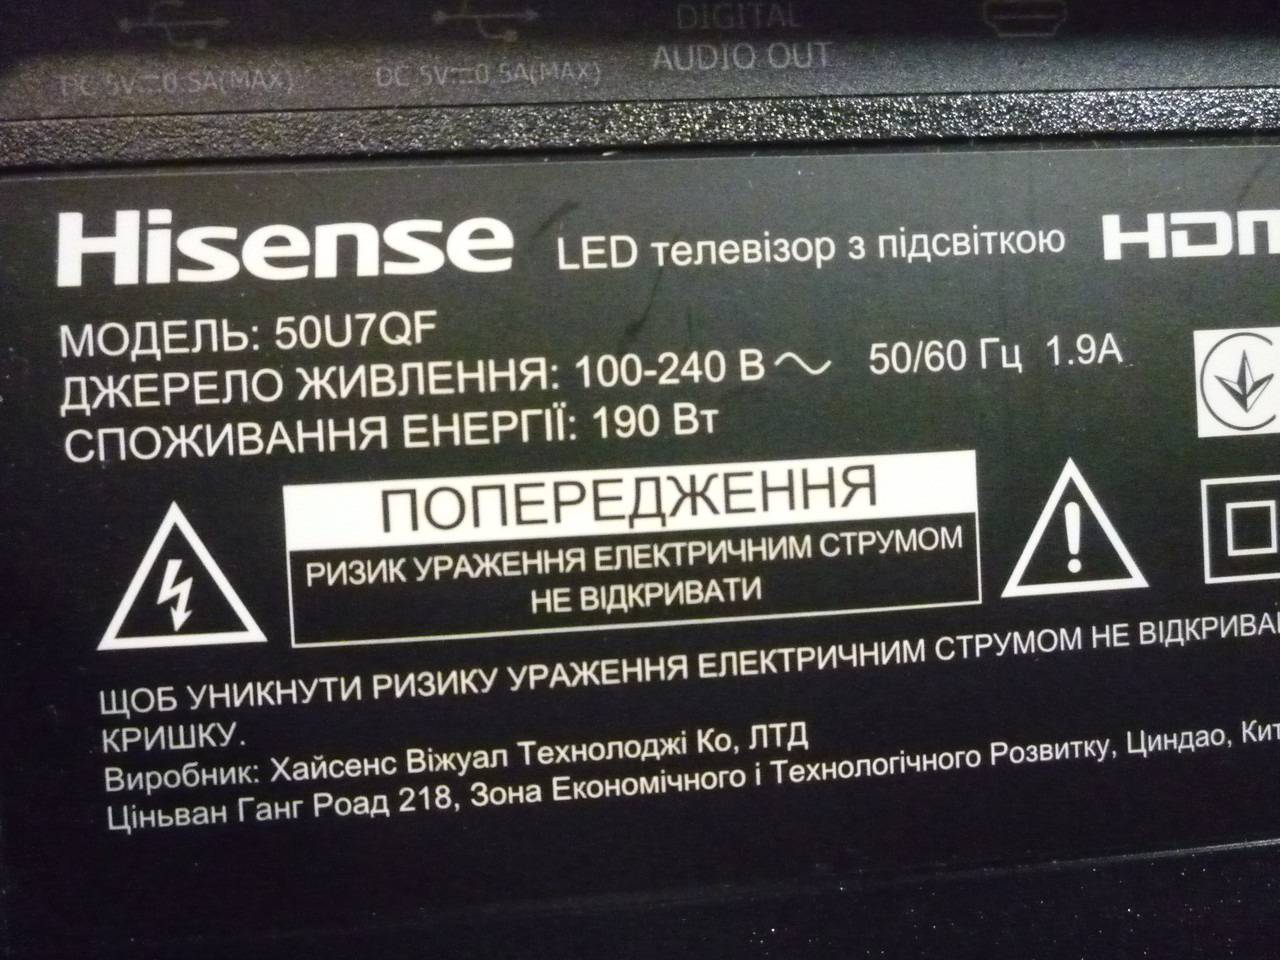 DC 5V⎓0.5A(MAX) DC 5V⎓0.5A(MAX) DIGITAL
AUDIO OUT
Hisense LED телевізор з підсвіткою HDM
МОДЕЛЬ: 50U7QF
ДЖЕРЕЛО ЖИВЛЕННЯ: 100-240 В ~ 50/60 Гц 1.9A
СПОЖИВАННЯ ЕНЕРГІЇ: 190 Вт
ПОПЕРЕДЖЕННЯ
РИЗИК УРАЖЕННЯ ЕЛЕКТРИЧНИМ СТРУМОМ
НЕ ВІДКРИВАТИ
ЩОБ УНИКНУТИ РИЗИКУ УРАЖЕННЯ ЕЛЕКТРИЧНИМ СТРУМОМ НЕ ВІДКРИВА
КРИШКУ.
Виробник: Хайсенс Віжуал Технолоджі Ко, ЛТД
Ціньван Ганг Роад 218, Зона Економічного і Технологічного Розвитку, Циндао, Кит